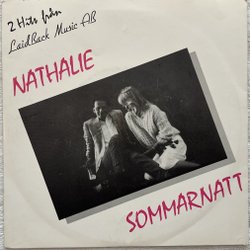 2 Hits från
LaidBack Music AB
NATHALIE
SOMMARNATT